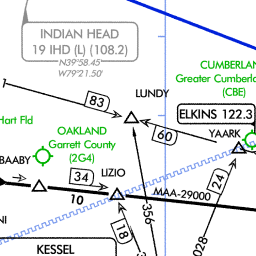 INDIAN HEAD
19 IHD (L) (108.2)
N39°58.45'
W79°21.50'
CUMBERLAN
Greater Cumberla
(CBE)
83
LUNDY
ELKINS 122.3
Hart Fld
OAKLAND
Garrett County
(2G4)
60
YAARK
BAABY
34
LIZIO
24
10
MAA-29000
356
18
028
NI
KESSEL